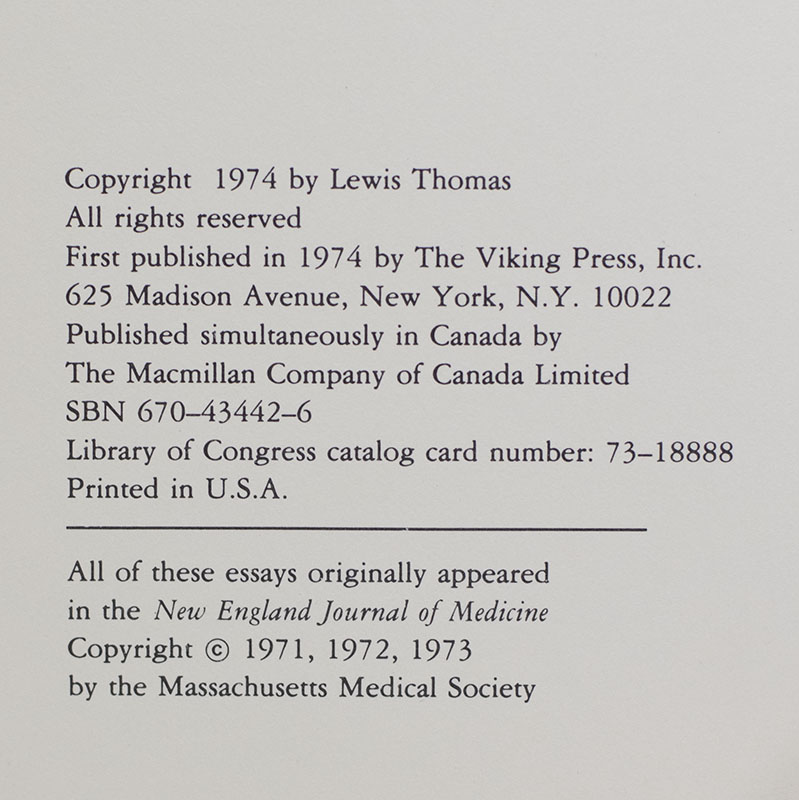 Copyright 1974 by Lewis Thomas
All rights reserved
First published in 1974 by The Viking Press, Inc.
625 Madison Avenue, New York, N.Y. 10022
Published simultaneously in Canada by
The Macmillan Company of Canada Limited
SBN 670–43442–6
Library of Congress catalog card number: 73–18888
Printed in U.S.A.
All of these essays originally appeared
in the New England Journal of Medicine
Copyright © 1971, 1972, 1973
by the Massachusetts Medical Society